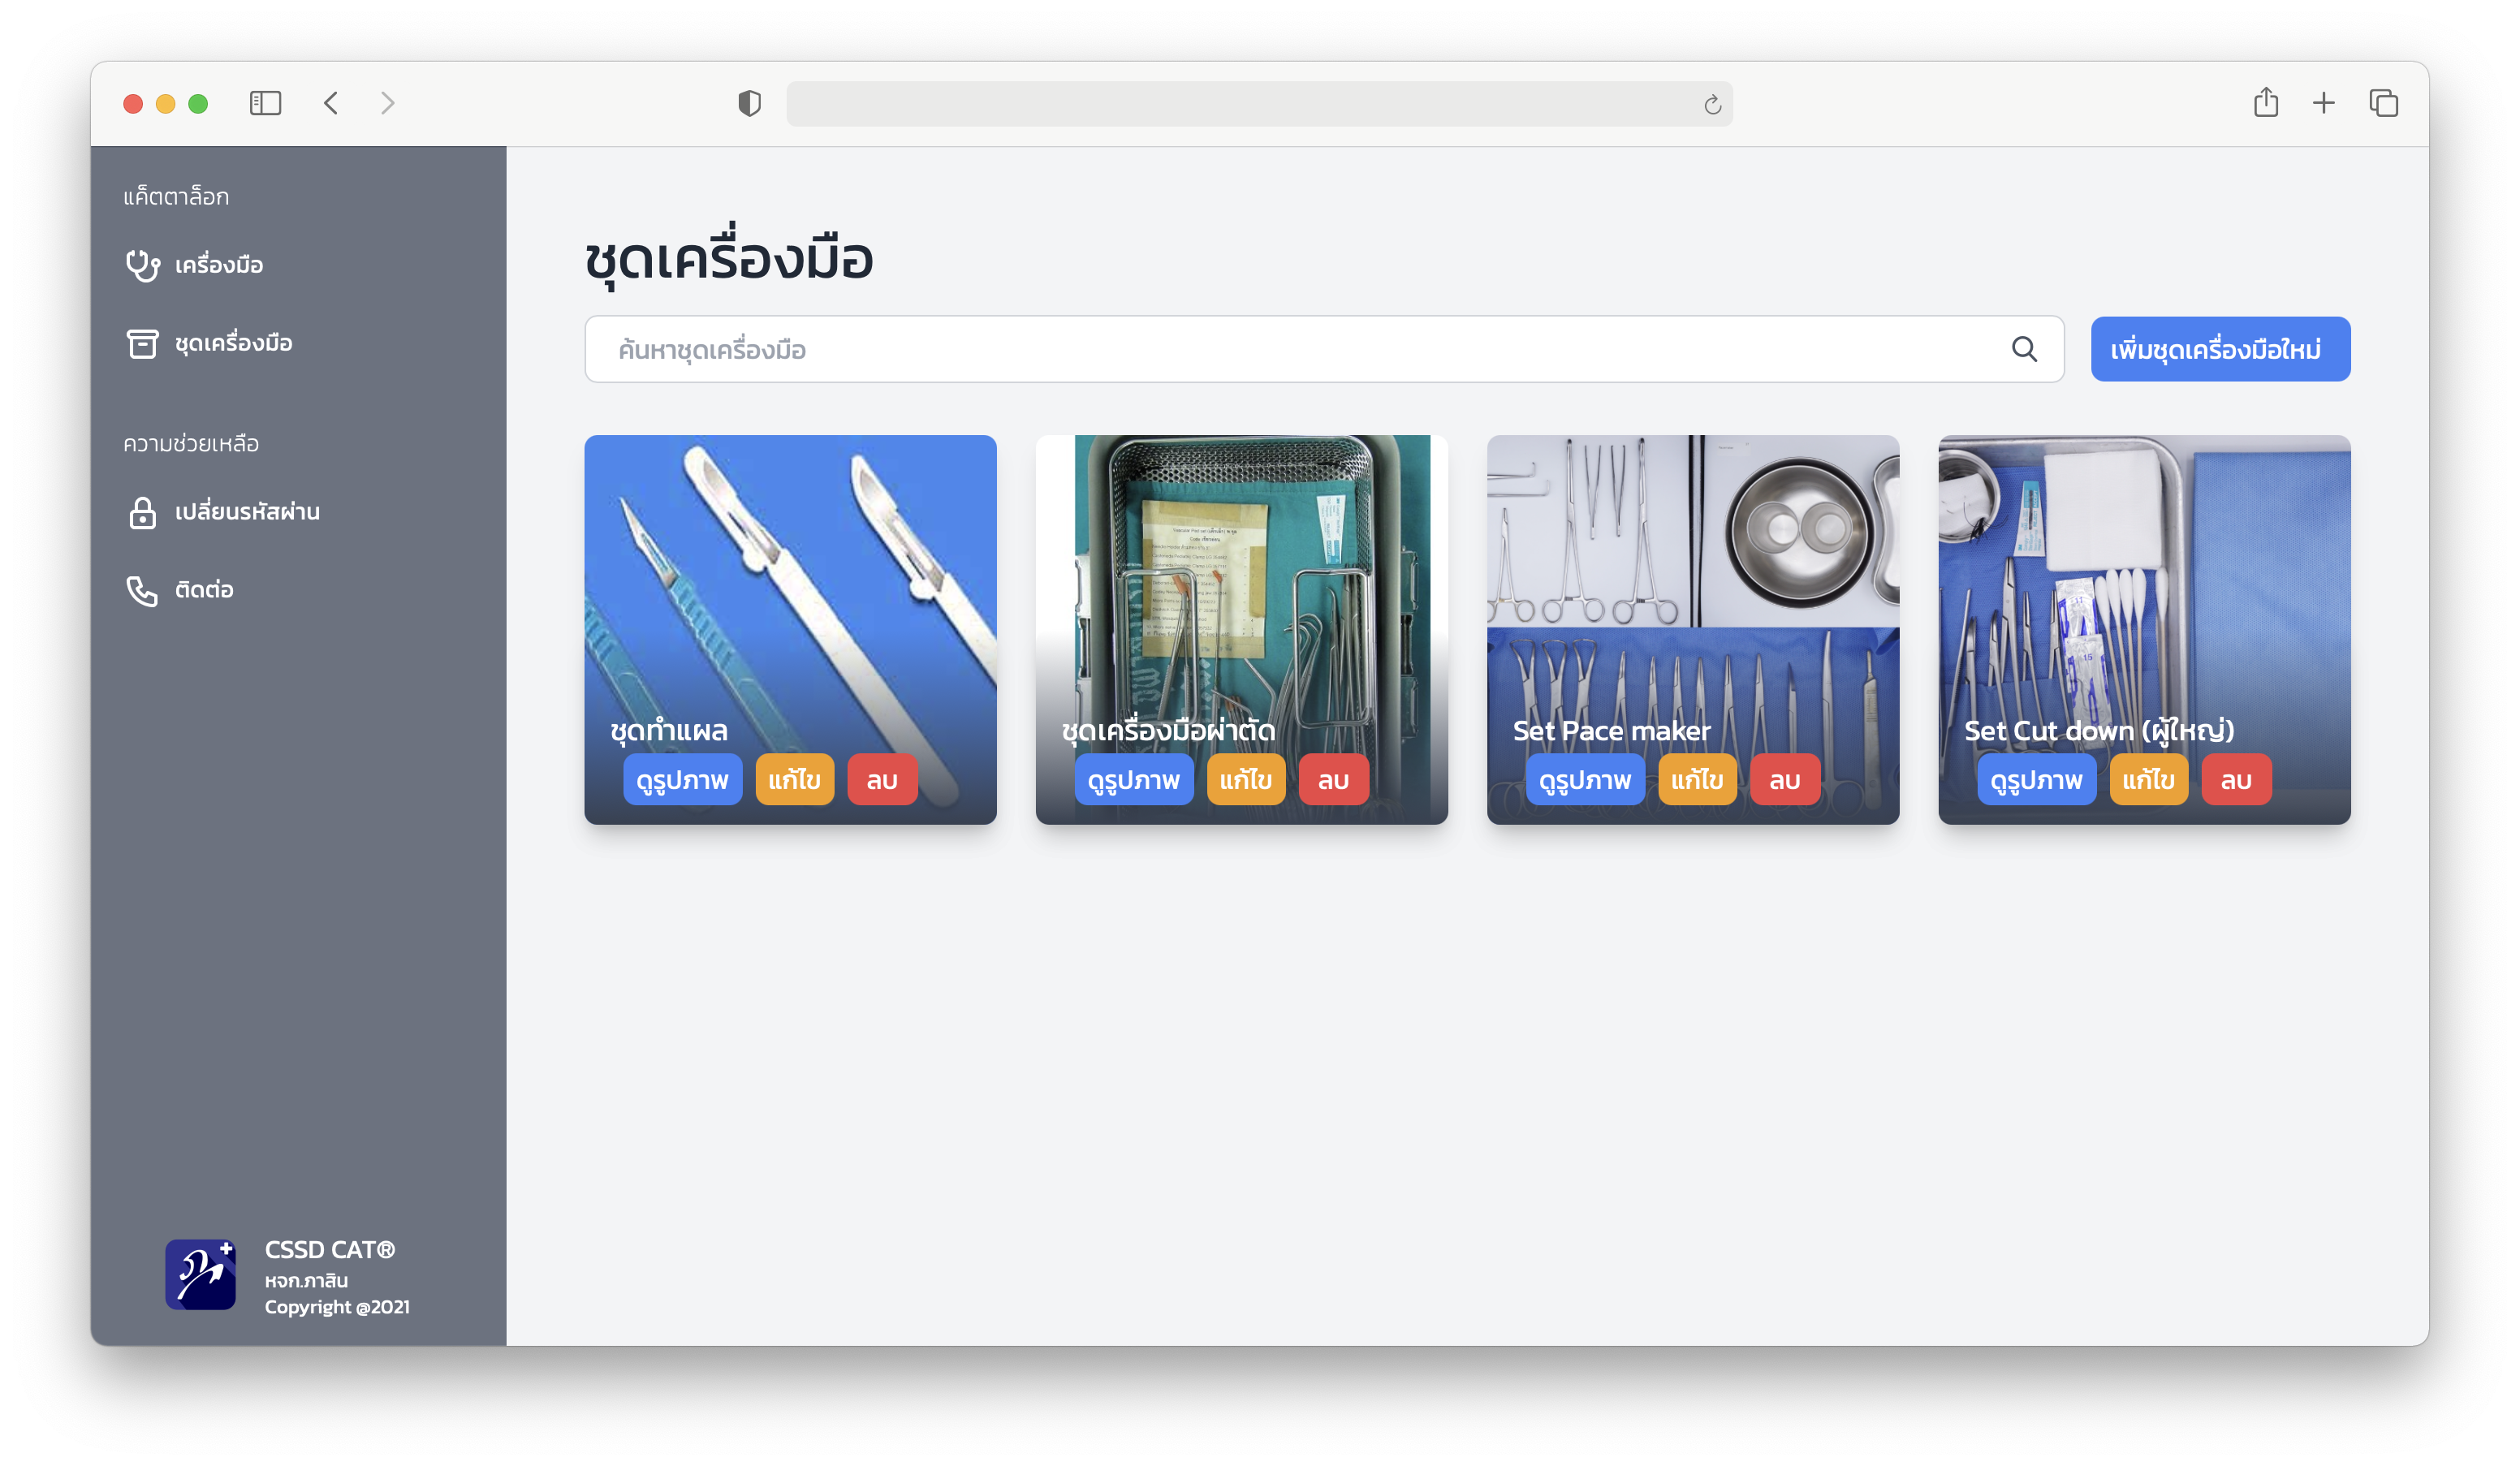 แค็ตตาล็อก
เครื่องมือ
ชุดเครื่องมือ
ความช่วยเหลือ
เปลี่ยนรหัสผ่าน
ติดต่อ
CSSD CAT®
หจก.ภาสิน
Copyright @2021
ชุดเครื่องมือ
ค้นหาชุดเครื่องมือ
เพิ่มชุดเครื่องมือใหม่
ชุดทำแผล
ดูรูปภาพ แก้ไข ลบ
ชุดเครื่องมือผ่าตัด
ดูรูปภาพ แก้ไข ลบ
Set Pace maker
ดูรูปภาพ แก้ไข ลบ
Set Cut down (ผู้ใหญ่)
ดูรูปภาพ แก้ไข ลบ